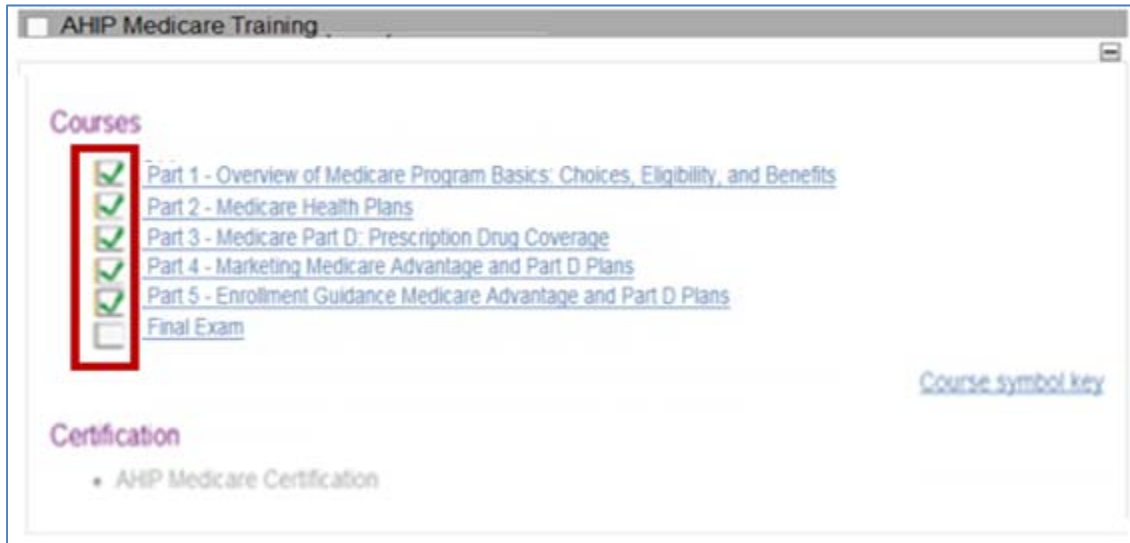 AHIP Medicare Training
Courses
Part 1 - Overview of Medicare Program Basics: Choices, Eligibility, and Benefits
Part 2 - Medicare Health Plans
Part 3 - Medicare Part D: Prescription Drug Coverage
Part 4 - Marketing Medicare Advantage and Part D Plans
Part 5 - Enrollment Guidance Medicare Advantage and Part D Plans
Final Exam
Course symbol key
Certification
• AHIP Medicare Certification